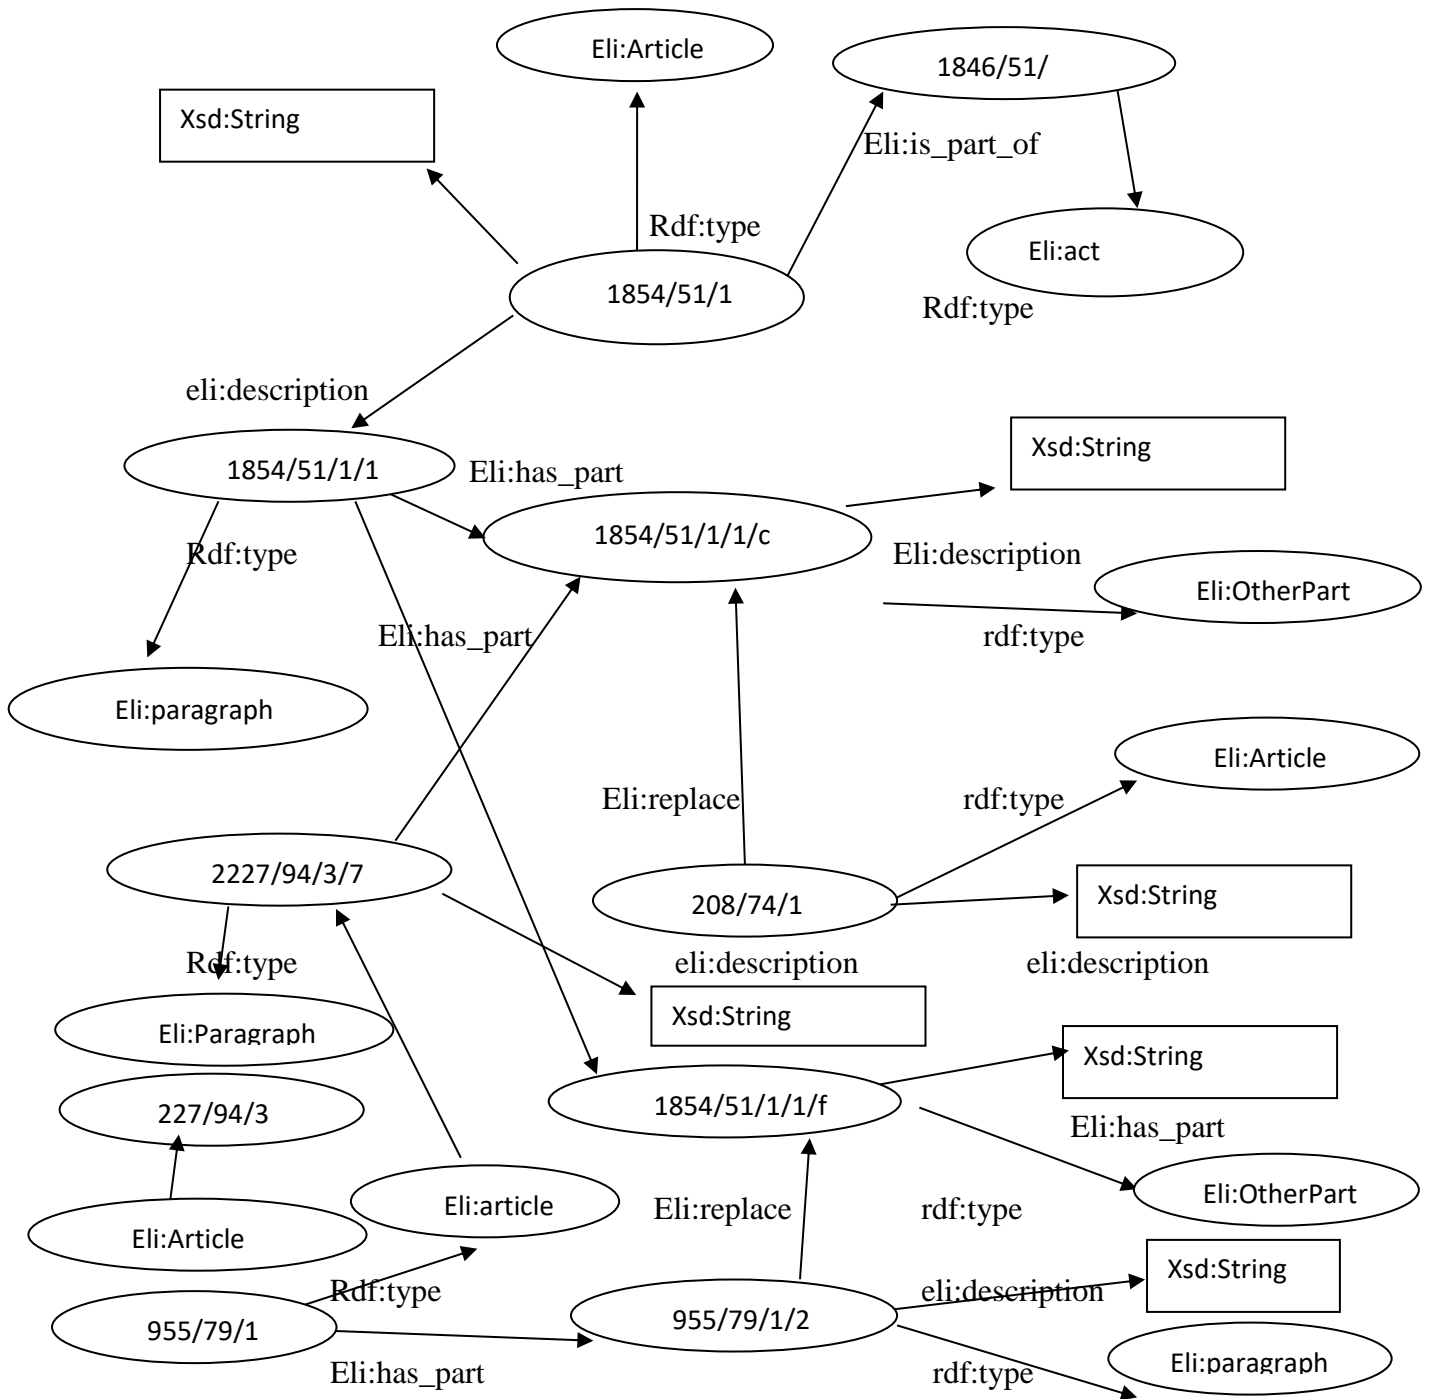 Eli:Article
1846/51/
Xsd:String
Eli:is_part_of
Rdf:type
Eli:act
1854/51/1
Rdf:type
eli:description
Xsd:String
1854/51/1/1
Eli:has_part
1854/51/1/1/c
Rdf:type
Eli:description
Eli:OtherPart
Eli:has_part
rdf:type
Eli:paragraph
Eli:Article
Eli:replace
rdf:type
2227/94/3/7
208/74/1
Xsd:String
Rdf:type
eli:description
eli:description
Xsd:String
Eli:Paragraph
Xsd:String
227/94/3
1854/51/1/1/f
Eli:has_part
Eli:OtherPart
Eli:article
Eli:replace
rdf:type
Eli:Article
Xsd:String
Rdf:type
eli:description
955/79/1
955/79/1/2
Eli:paragraph
Eli:has_part
rdf:type